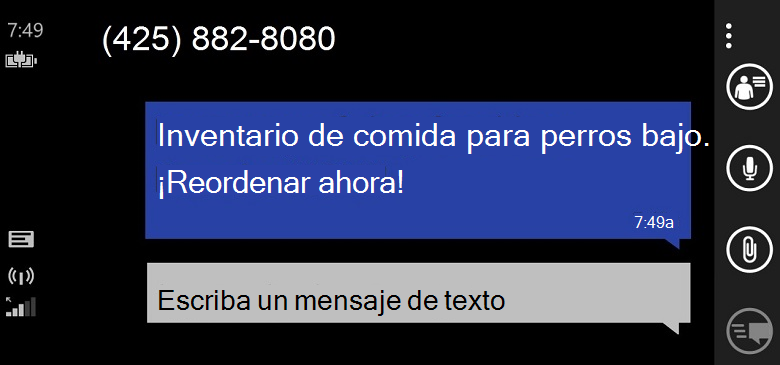 7:49
(425) 882-8080
Inventario de comida para perros bajo.
¡Reordenar ahora!
7:49a
Escriba un mensaje de texto